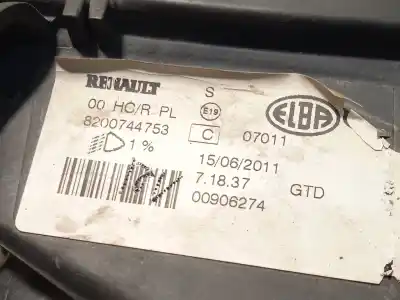 RENAULT
S
00 HC/R PL
E19
ELBA
8200744753
C
07011
1 %
15/06/2011
7.18.37
GTD
00906274